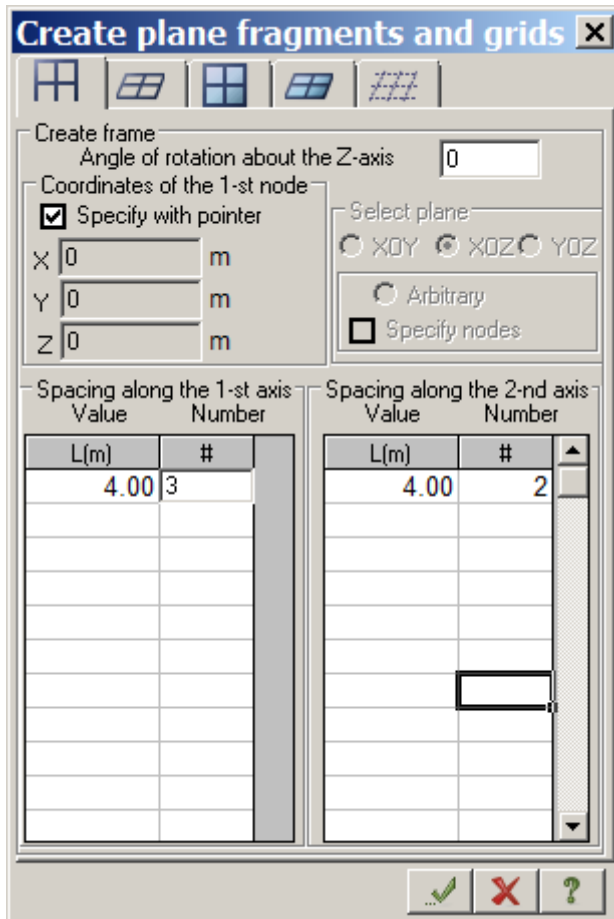 Create plane fragments and grids
Create frame
Angle of rotation about the Z-axis 0
Coordinates of the 1-st node
Specify with pointer
X 0 m
Y 0 m
Z 0 m
Select plane
XOY XOZ YOZ
Arbitrary
Specify nodes
Spacing along the 1-st axis
Value Number
L(m) #
4.00 3
Spacing along the 2-nd axis
Value Number
L(m) #
4.00 2
?